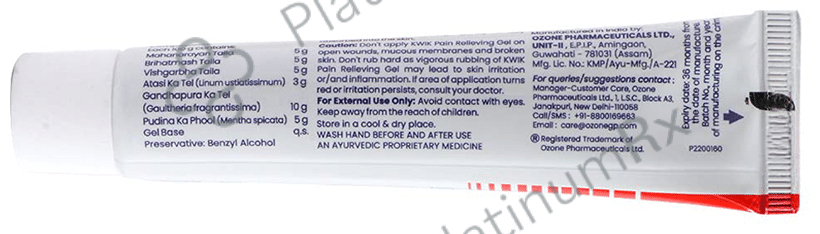 Each 100 g contains
Mahanarayan Taila 5 g
Brihatrash Taila 5 g
Vishgarbha Taila 5 g
Atasi Ka Tel (Linum ustiatissimum) 3 g
Gandhapura Ka Tel
(Gaultheria fragrantissima) 10 g
Pudina Ka Phool (Mentha spicata) 5 g
Gel Base q.s.
Preservative: Benzyl Alcohol
Caution: Don't apply KWIK Pain Relieving Gel on
open wounds, mucous membranes and broken
skin. Don't rub hard as vigorous rubbing of KWIK
Pain Relieving Gel may lead to skin irritation
or/and inflammation. If area of application turns
red or irritation persists, consult your doctor.
For External Use Only: Avoid contact with eyes.
Keep away from the reach of children.
Store in a cool & dry place.
WASH HAND BEFORE AND AFTER USE
AN AYURVEDIC PROPRIETARY MEDICINE
Manufactured in India by
OZONE PHARMACEUTICALS LTD.,
UNIT-II, E.P.I.P., Amingaon,
Guwahati - 781031 (Assam)
Mfg. Lic. No.: KMP/Ayu-Mfg./A-221
For queries/suggestions contact:
Manager-Customer Care, Ozone
Pharmaceuticals Ltd., 1, LSC, Block A3,
Janakpuri, New Delhi-110058
Call/SMS : +91-8800169663
Email : care@ozonegp.com
® Registered Trademark
Ozone Pharmaceuticals Ltd.
Expiry date: 36 months from
the date of manufacture.
Batch No., month and year
of manufacturing on the crimp
P2200160
PlatinumRx